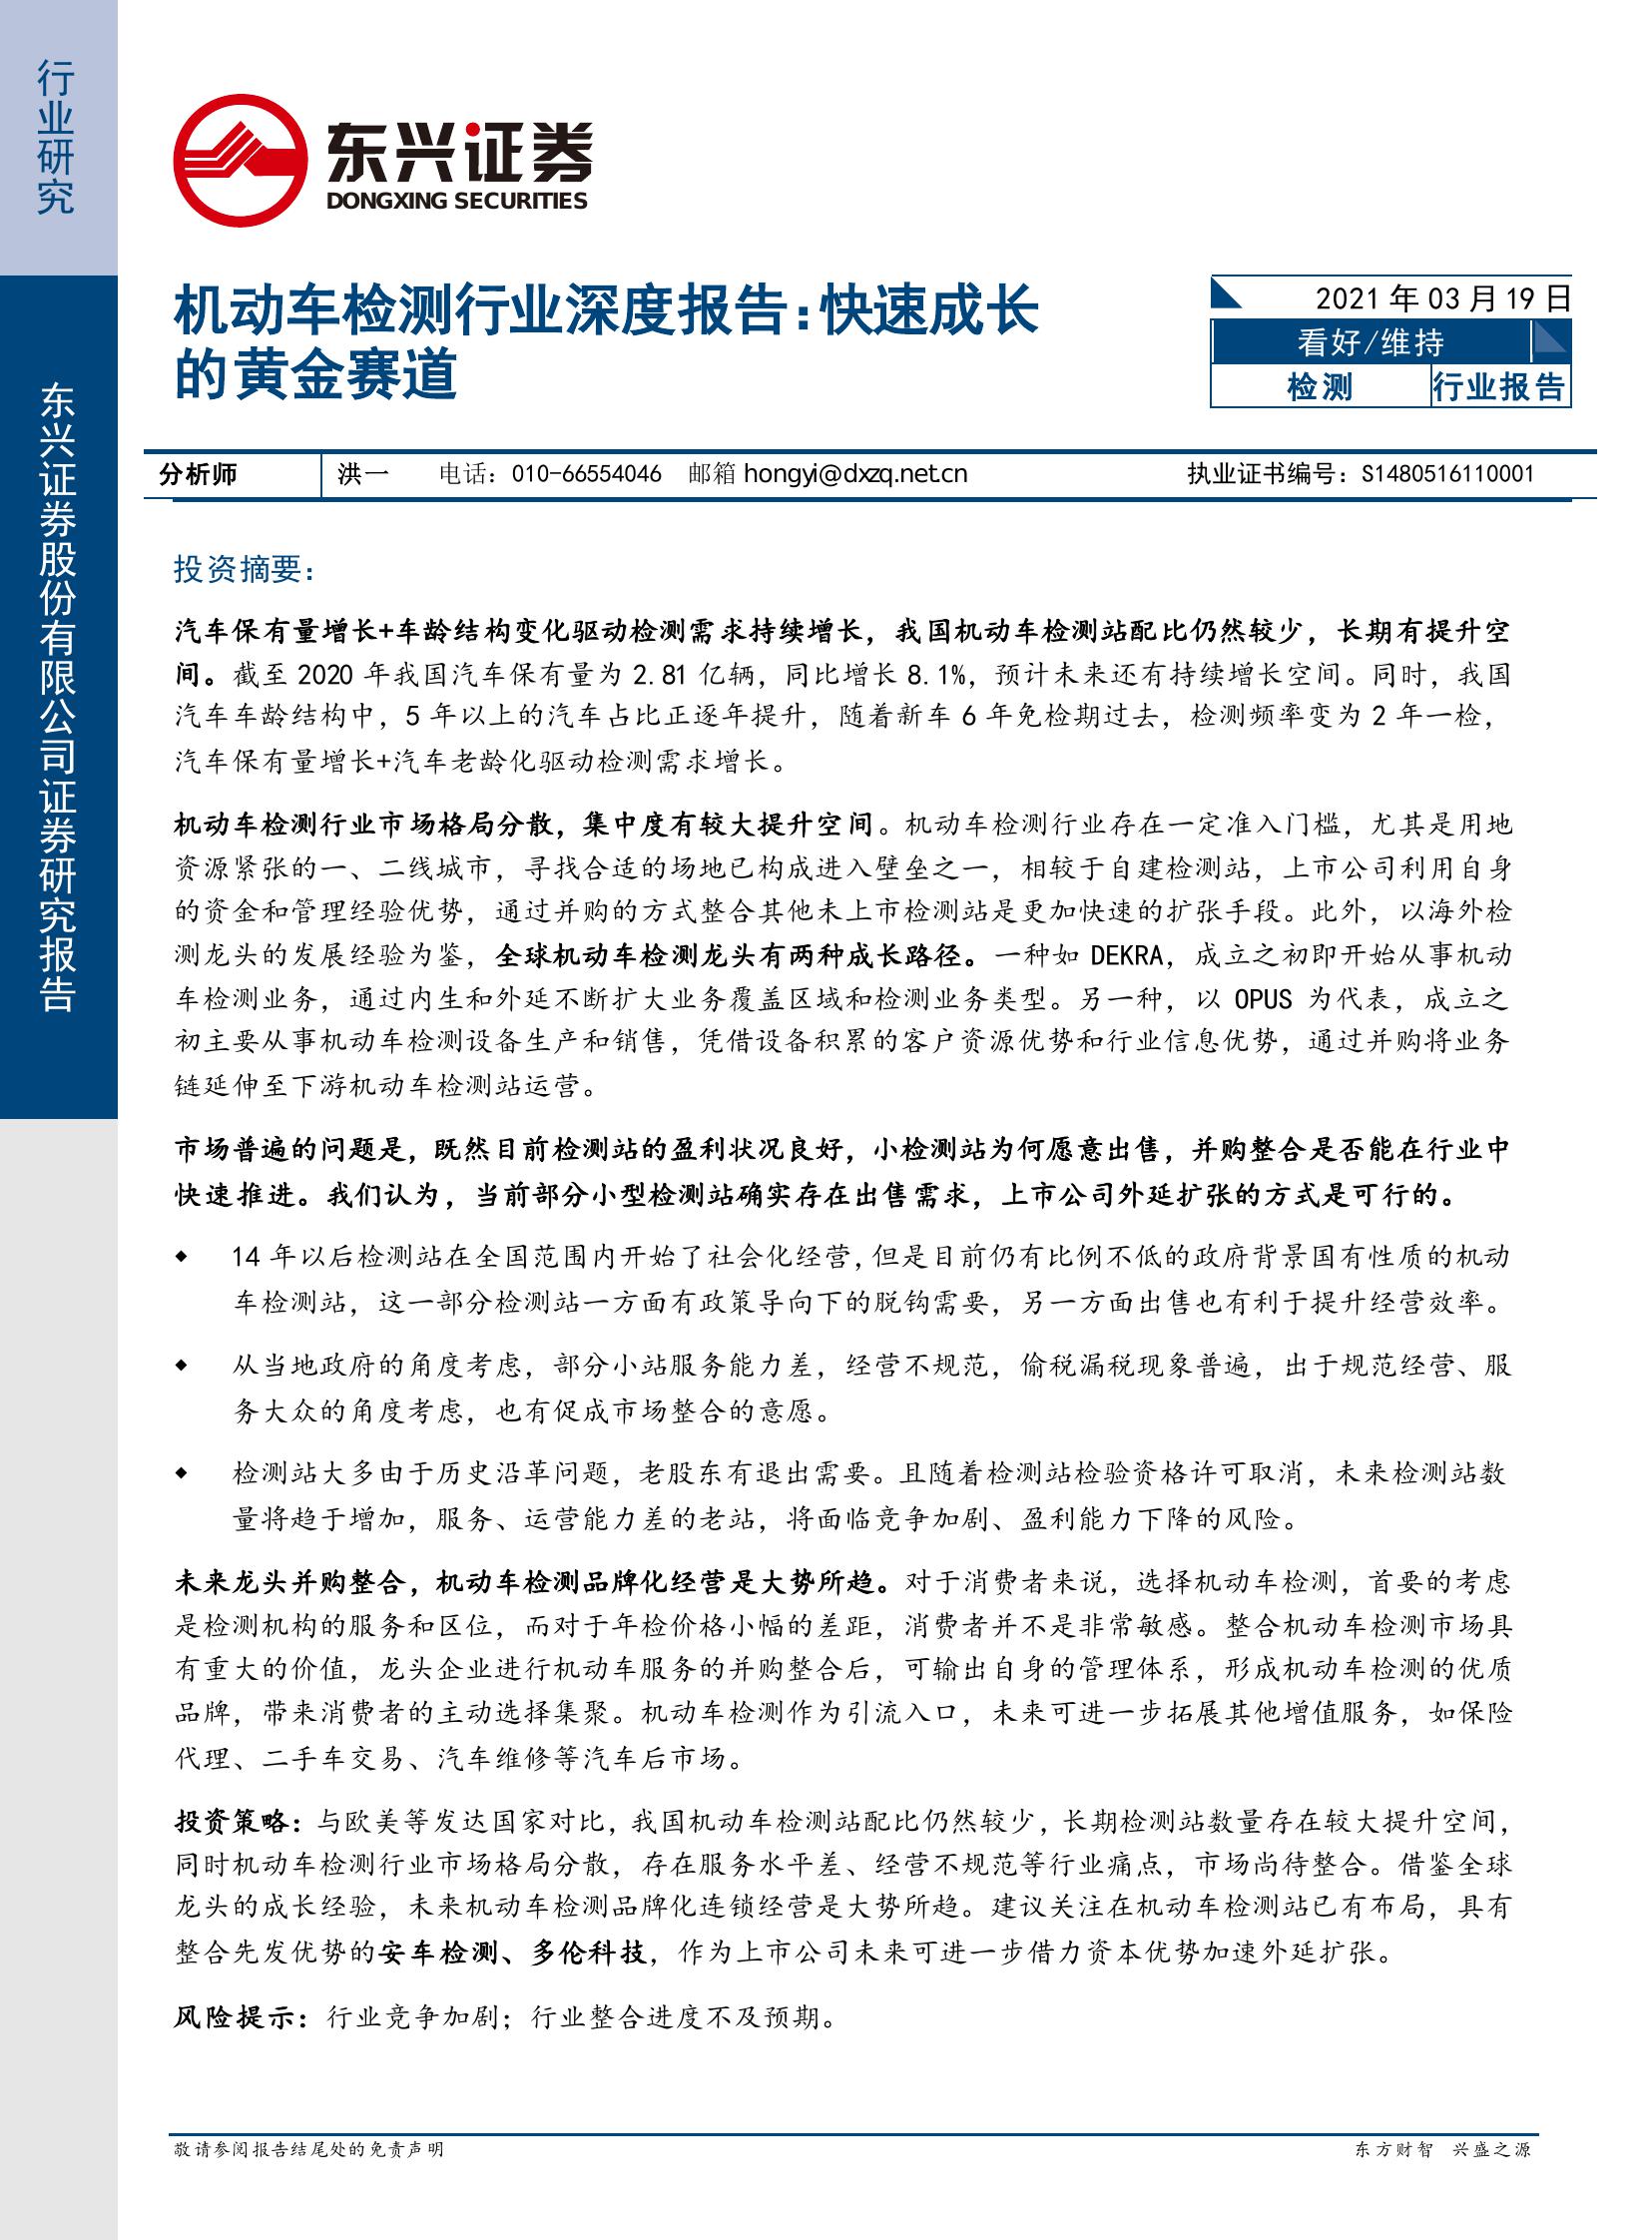 行业研究
东兴证券股份有限公司证券研究报告
东兴证券
DONGXING SECURITIES
机动车检测行业深度报告：快速成长
的黄金赛道
2021 年 03 月 19 日
看好/维持
检测 行业报告
分析师 洪一 电话：010-66554046 邮箱 hongyi@dxzq.net.cn 执业证书编号：S1480516110001
投资摘要：
汽车保有量增长+车龄结构变化驱动检测需求持续增长，我国机动车检测站配比仍然较少，长期有提升空
间。截至 2020 年我国汽车保有量为 2.81 亿辆，同比增长 8.1%，预计未来还有持续增长空间。同时，我国
汽车车龄结构中，5 年以上的汽车占比正逐年提升，随着新车 6 年免检期过去，检测频率变为 2 年一检，
汽车保有量增长+汽车老龄化驱动检测需求增长。
机动车检测行业市场格局分散，集中度有较大提升空间。机动车检测行业存在一定准入门槛，尤其是用地
资源紧张的一、二线城市，寻找合适的场地已构成进入壁垒之一，相较于自建检测站，上市公司利用自身
的资金和管理经验优势，通过并购的方式整合其他未上市检测站是更加快速的扩张手段。此外，以海外检
测龙头的发展经验为鉴，全球机动车检测龙头有两种成长路径。一种如 DEKRA，成立之初即开始从事机动
车检测业务，通过内生和外延不断扩大业务覆盖区域和检测业务类型。另一种，以 OPUS 为代表，成立之
初主要从事机动车检测设备生产和销售，凭借设备积累的客户资源优势和行业信息优势，通过并购将业务
链延伸至下游机动车检测站运营。
市场普遍的问题是，既然目前检测站的盈利状况良好，小检测站为何愿意出售，并购整合是否能在行业中
快速推进。我们认为，当前部分小型检测站确实存在出售需求，上市公司外延扩张的方式是可行的。
◆ 14 年以后检测站在全国范围内开始了社会化经营，但是目前仍有比例不低的政府背景国有性质的机动
车检测站，这一部分检测站一方面有政策导向下的脱钩需要，另一方面出售也有利于提升经营效率。
◆ 从当地政府的角度考虑，部分小站服务能力差，经营不规范，偷税漏税现象普遍，出于规范经营、服
务大众的角度考虑，也有促成市场整合的意愿。
◆ 检测站大多由于历史沿革问题，老股东有退出需要。且随着检测站检验资格许可取消，未来检测站数
量将趋于增加，服务、运营能力差的老站，将面临竞争加剧、盈利能力下降的风险。
未来龙头并购整合，机动车检测品牌化经营是大势所趋。对于消费者来说，选择机动车检测，首要的考虑
是检测机构的服务和区位，而对于年检价格小幅的差距，消费者并不是非常敏感。整合机动车检测市场具
有重大的价值，龙头企业进行机动车服务的并购整合后，可输出自身的管理体系，形成机动车检测的优质
品牌，带来消费者的主动选择集聚。机动车检测作为引流入口，未来可进一步拓展其他增值服务，如保险
代理、二手车交易、汽车维修等汽车后市场。
投资策略：与欧美等发达国家对比，我国机动车检测站配比仍然较少，长期检测站数量存在较大提升空间，
同时机动车检测行业市场格局分散，存在服务水平差、经营不规范等行业痛点，市场尚待整合。借鉴全球
龙头的成长经验，未来机动车检测品牌化连锁经营是大势所趋。建议关注在机动车检测站已有布局，具有
整合先发优势的安车检测、多伦科技，作为上市公司未来可进一步借力资本优势加速外延扩张。
风险提示：行业竞争加剧；行业整合进度不及预期。
敬请参阅报告结尾处的免责声明 东方财智 兴盛之源